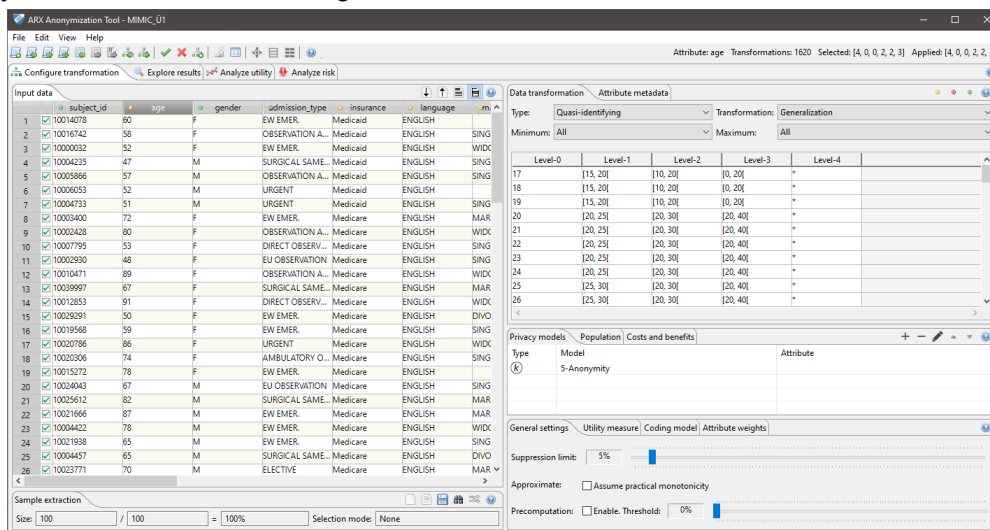 ARX Anonymization Tool - MIMIC_Ü1
File Edit View Help
Attribute: age Transformations: 1620 Selected: [4, 0, 0, 2, 2, 3] Applied: [4, 0, 0, 2, 2,
Configure transformation Explore results Analyze utility Analyze risk
Input data
subject_id age gender admission_type insurance language
1 10014078 60 F EW EMER. Medicaid ENGLISH
2 10016742 58 F OBSERVATION A... Medicaid ENGLISH SING
3 10000032 52 F EW EMER. Medicaid ENGLISH WIDO
4 10004235 47 M SURGICAL SAME... Medicaid ENGLISH SING
5 10005866 57 M OBSERVATION A... Medicaid ENGLISH SING
6 10006053 52 M URGENT Medicaid ENGLISH
7 10004733 51 M URGENT Medicaid ENGLISH SING
8 10003400 72 F EW EMER. Medicare ENGLISH MAR
9 10002428 80 F OBSERVATION A... Medicare ENGLISH WIDO
10 10007795 53 F DIRECT OBSERV... Medicare ENGLISH SING
11 10002930 48 F EU OBSERVATION Medicare ENGLISH SING
12 10010471 89 F OBSERVATION A... Medicare ENGLISH WIDO
13 10039997 67 F SURGICAL SAME... Medicare ENGLISH MAR
14 10012853 91 F DIRECT OBSERV... Medicare ENGLISH WIDO
15 10029291 50 F EW EMER. Medicare ENGLISH DIVO
16 10019568 59 F EW EMER. Medicare ENGLISH SING
17 10020786 86 F URGENT Medicare ENGLISH WIDO
18 10020306 74 F AMBULATORY O... Medicare ENGLISH SING
19 10015272 78 F EW EMER. Medicare ENGLISH
20 10024043 67 M EU OBSERVATION Medicare ENGLISH SING
21 10025612 82 M SURGICAL SAME... Medicare ENGLISH MAR
22 10021666 87 M EW EMER. Medicare ENGLISH MAR
23 10004422 78 M EW EMER. Medicare ENGLISH WIDO
24 10021938 65 M EW EMER. Medicare ENGLISH SING
25 10004457 65 M SURGICAL SAME... Medicare ENGLISH DIVO
26 10023771 70 M ELECTIVE Medicare ENGLISH MAR
Sample extraction
Size: 100 / 100 = 100% Selection mode: None
Data transformation Attribute metadata
Type: Quasi-identifying Transformation: Generalization
Minimum: All Maximum: All
Level-0 Level-1 Level-2 Level-3 Level-4
17 [15, 20[ [10, 20[ [0, 20[ *
18 [15, 20[ [10, 20[ [0, 20[ *
19 [15, 20[ [10, 20[ [0, 20[ *
20 [20, 25[ [20, 30[ [20, 40[ *
21 [20, 25[ [20, 30[ [20, 40[ *
22 [20, 25[ [20, 30[ [20, 40[ *
23 [20, 25[ [20, 30[ [20, 40[ *
24 [20, 25[ [20, 30[ [20, 40[ *
25 [25, 30[ [20, 30[ [20, 40[ *
26 [25, 30[ [20, 30[ [20, 40[ *
Privacy models Population Costs and benefits
Type Model Attribute
k 5-Anonymity
General settings Utility measure Coding model Attribute weights
Suppression limit: 5%
Approximate: Assume practical monotonicity
Precomputation: Enable. Threshold: 0%